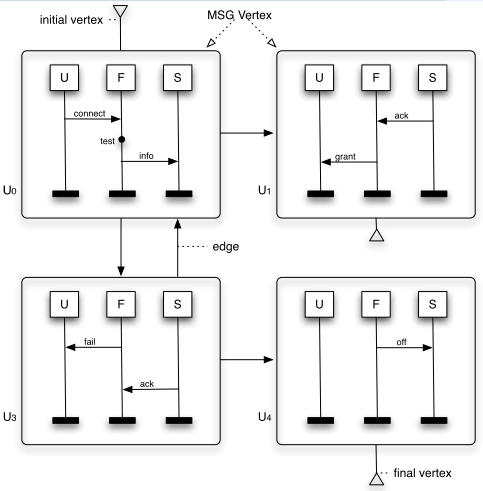 MSG Vertex
initial vertex
U F S
connect
test
info
U0
U F S
ack
grant
U1
edge
U F S
fail
ack
U3
U F S
off
U4
final vertex